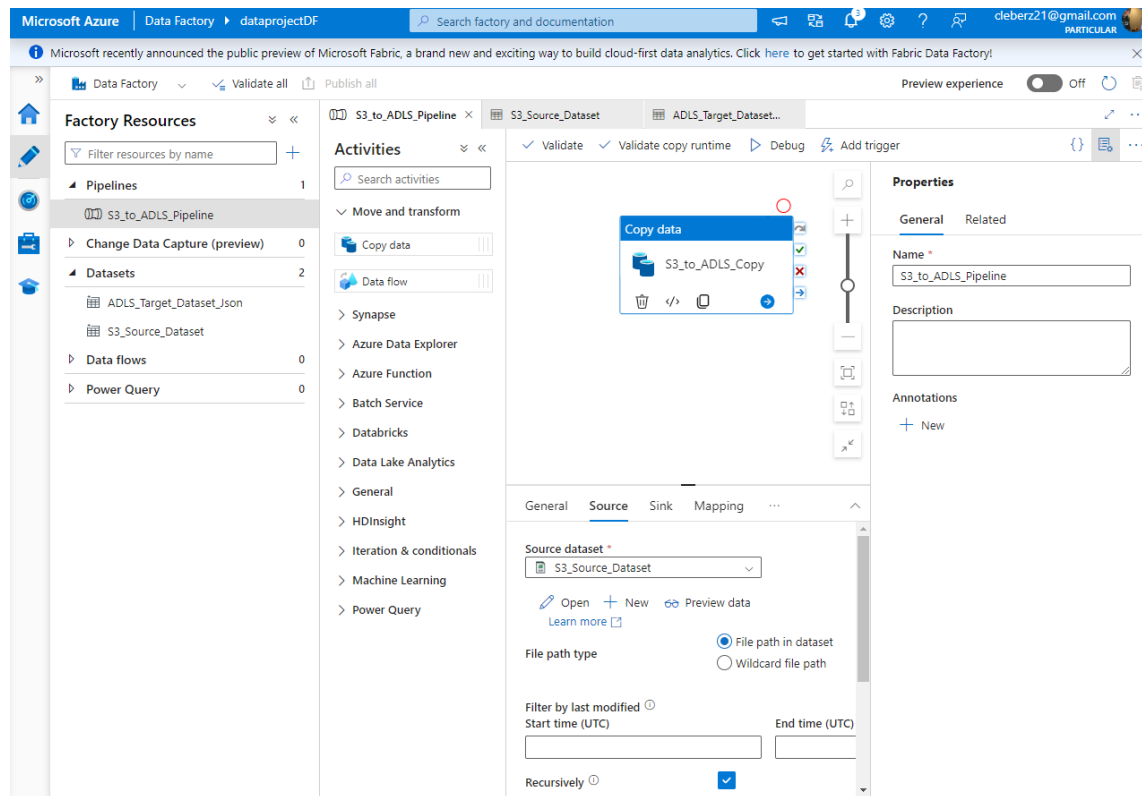 Microsoft Azure | Data Factory ▸ dataprojectDF
Search factory and documentation
3
?
cleberz21@gmail.com
PARTICULAR
Microsoft recently announced the public preview of Microsoft Fabric, a brand new and exciting way to build cloud-first data analytics. Click here to get started with Fabric Data Factory!
Data Factory
Validate all
Publish all
Preview experience
Off
Factory Resources
Filter resources by name
Pipelines 1
S3_to_ADLS_Pipeline
Change Data Capture (preview) 0
Datasets 2
ADLS_Target_Dataset_Json
S3_Source_Dataset
Data flows 0
Power Query 0
S3_to_ADLS_Pipeline
S3_Source_Dataset
ADLS_Target_Dataset...
Activities
Search activities
Move and transform
Copy data
Data flow
Synapse
Azure Data Explorer
Azure Function
Batch Service
Databricks
Data Lake Analytics
General
HDInsight
Iteration & conditionals
Machine Learning
Power Query
Validate
Validate copy runtime
Debug
Add trigger
{}
Copy data
S3_to_ADLS_Copy
General
Source
Sink
Mapping
...
Source dataset *
S3_Source_Dataset
Open
New
Preview data
Learn more
File path type
File path in dataset
Wildcard file path
Filter by last modified
Start time (UTC)
End time (UTC)
Recursively
Properties
General
Related
Name *
S3_to_ADLS_Pipeline
Description
Annotations
New